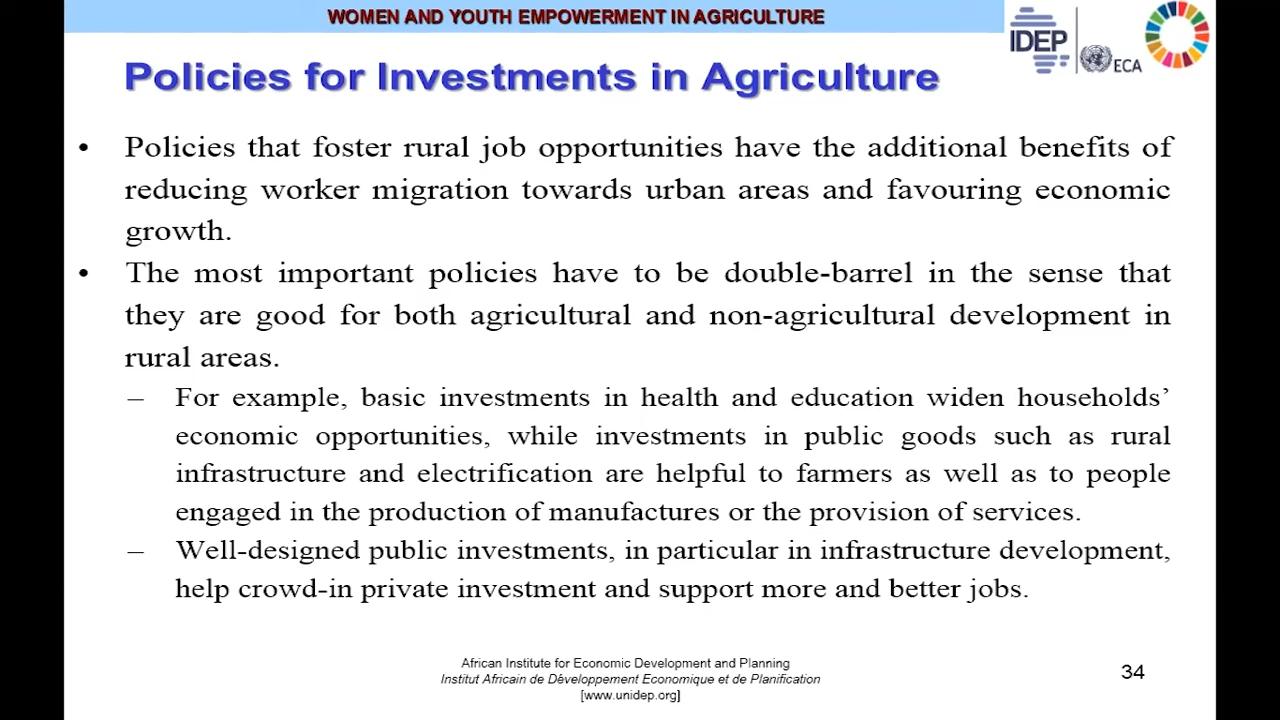 WOMEN AND YOUTH EMPOWERMENT IN AGRICULTURE
IDEP
ECA
Policies for Investments in Agriculture
• Policies that foster rural job opportunities have the additional benefits of
reducing worker migration towards urban areas and favouring economic
growth.
• The most important policies have to be double-barrel in the sense that
they are good for both agricultural and non-agricultural development in
rural areas.
– For example, basic investments in health and education widen households’
economic opportunities, while investments in public goods such as rural
infrastructure and electrification are helpful to farmers as well as to people
engaged in the production of manufactures or the provision of services.
– Well-designed public investments, in particular in infrastructure development,
help crowd-in private investment and support more and better jobs.
African Institute for Economic Development and Planning
Institut Africain de Développement Economique et de Planification
[www.unidep.org]
34